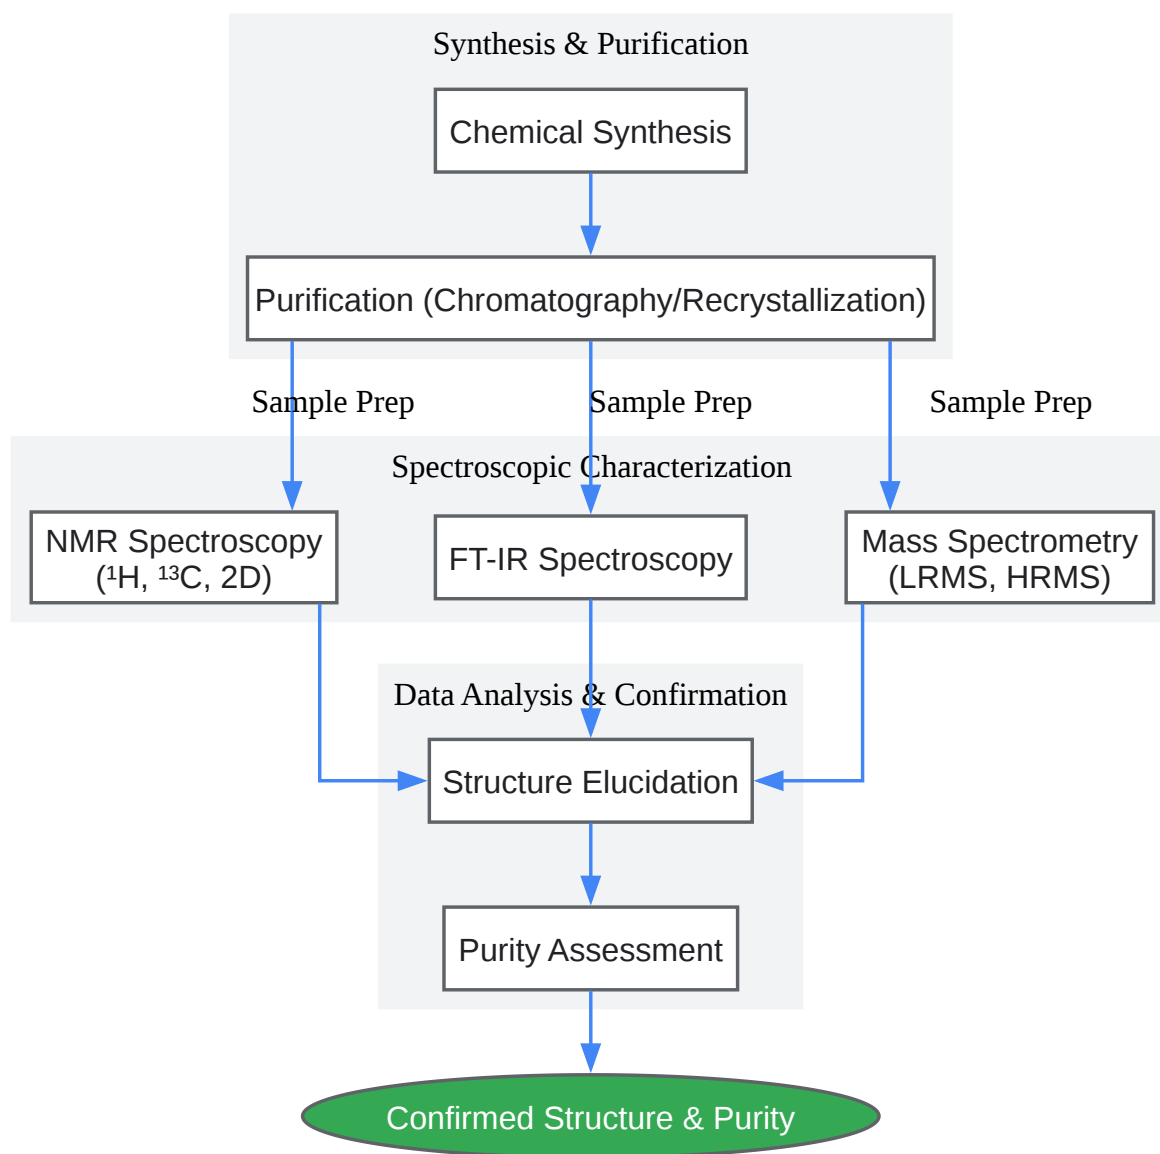 Synthesis & Purification
Chemical Synthesis
Purification (Chromatography/Recrystallization)
Sample Prep
Sample Prep
Sample Prep
Spectroscopic Characterization
NMR Spectroscopy
(¹H, ¹³C, 2D)
FT-IR Spectroscopy
Mass Spectrometry
(LRMS, HRMS)
Data Analysis & Confirmation
Structure Elucidation
Purity Assessment
Confirmed Structure & Purity